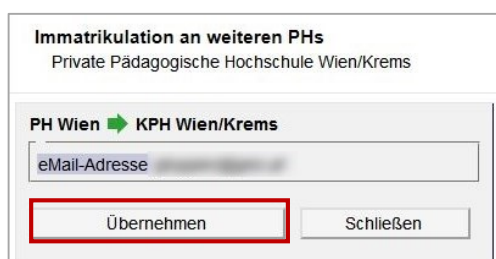 Immatrikulation an weiteren PHs
Private Pädagogische Hochschule Wien/Krems
PH Wien KPH Wien/Krems
eMail-Adresse
Übernehmen Schließen